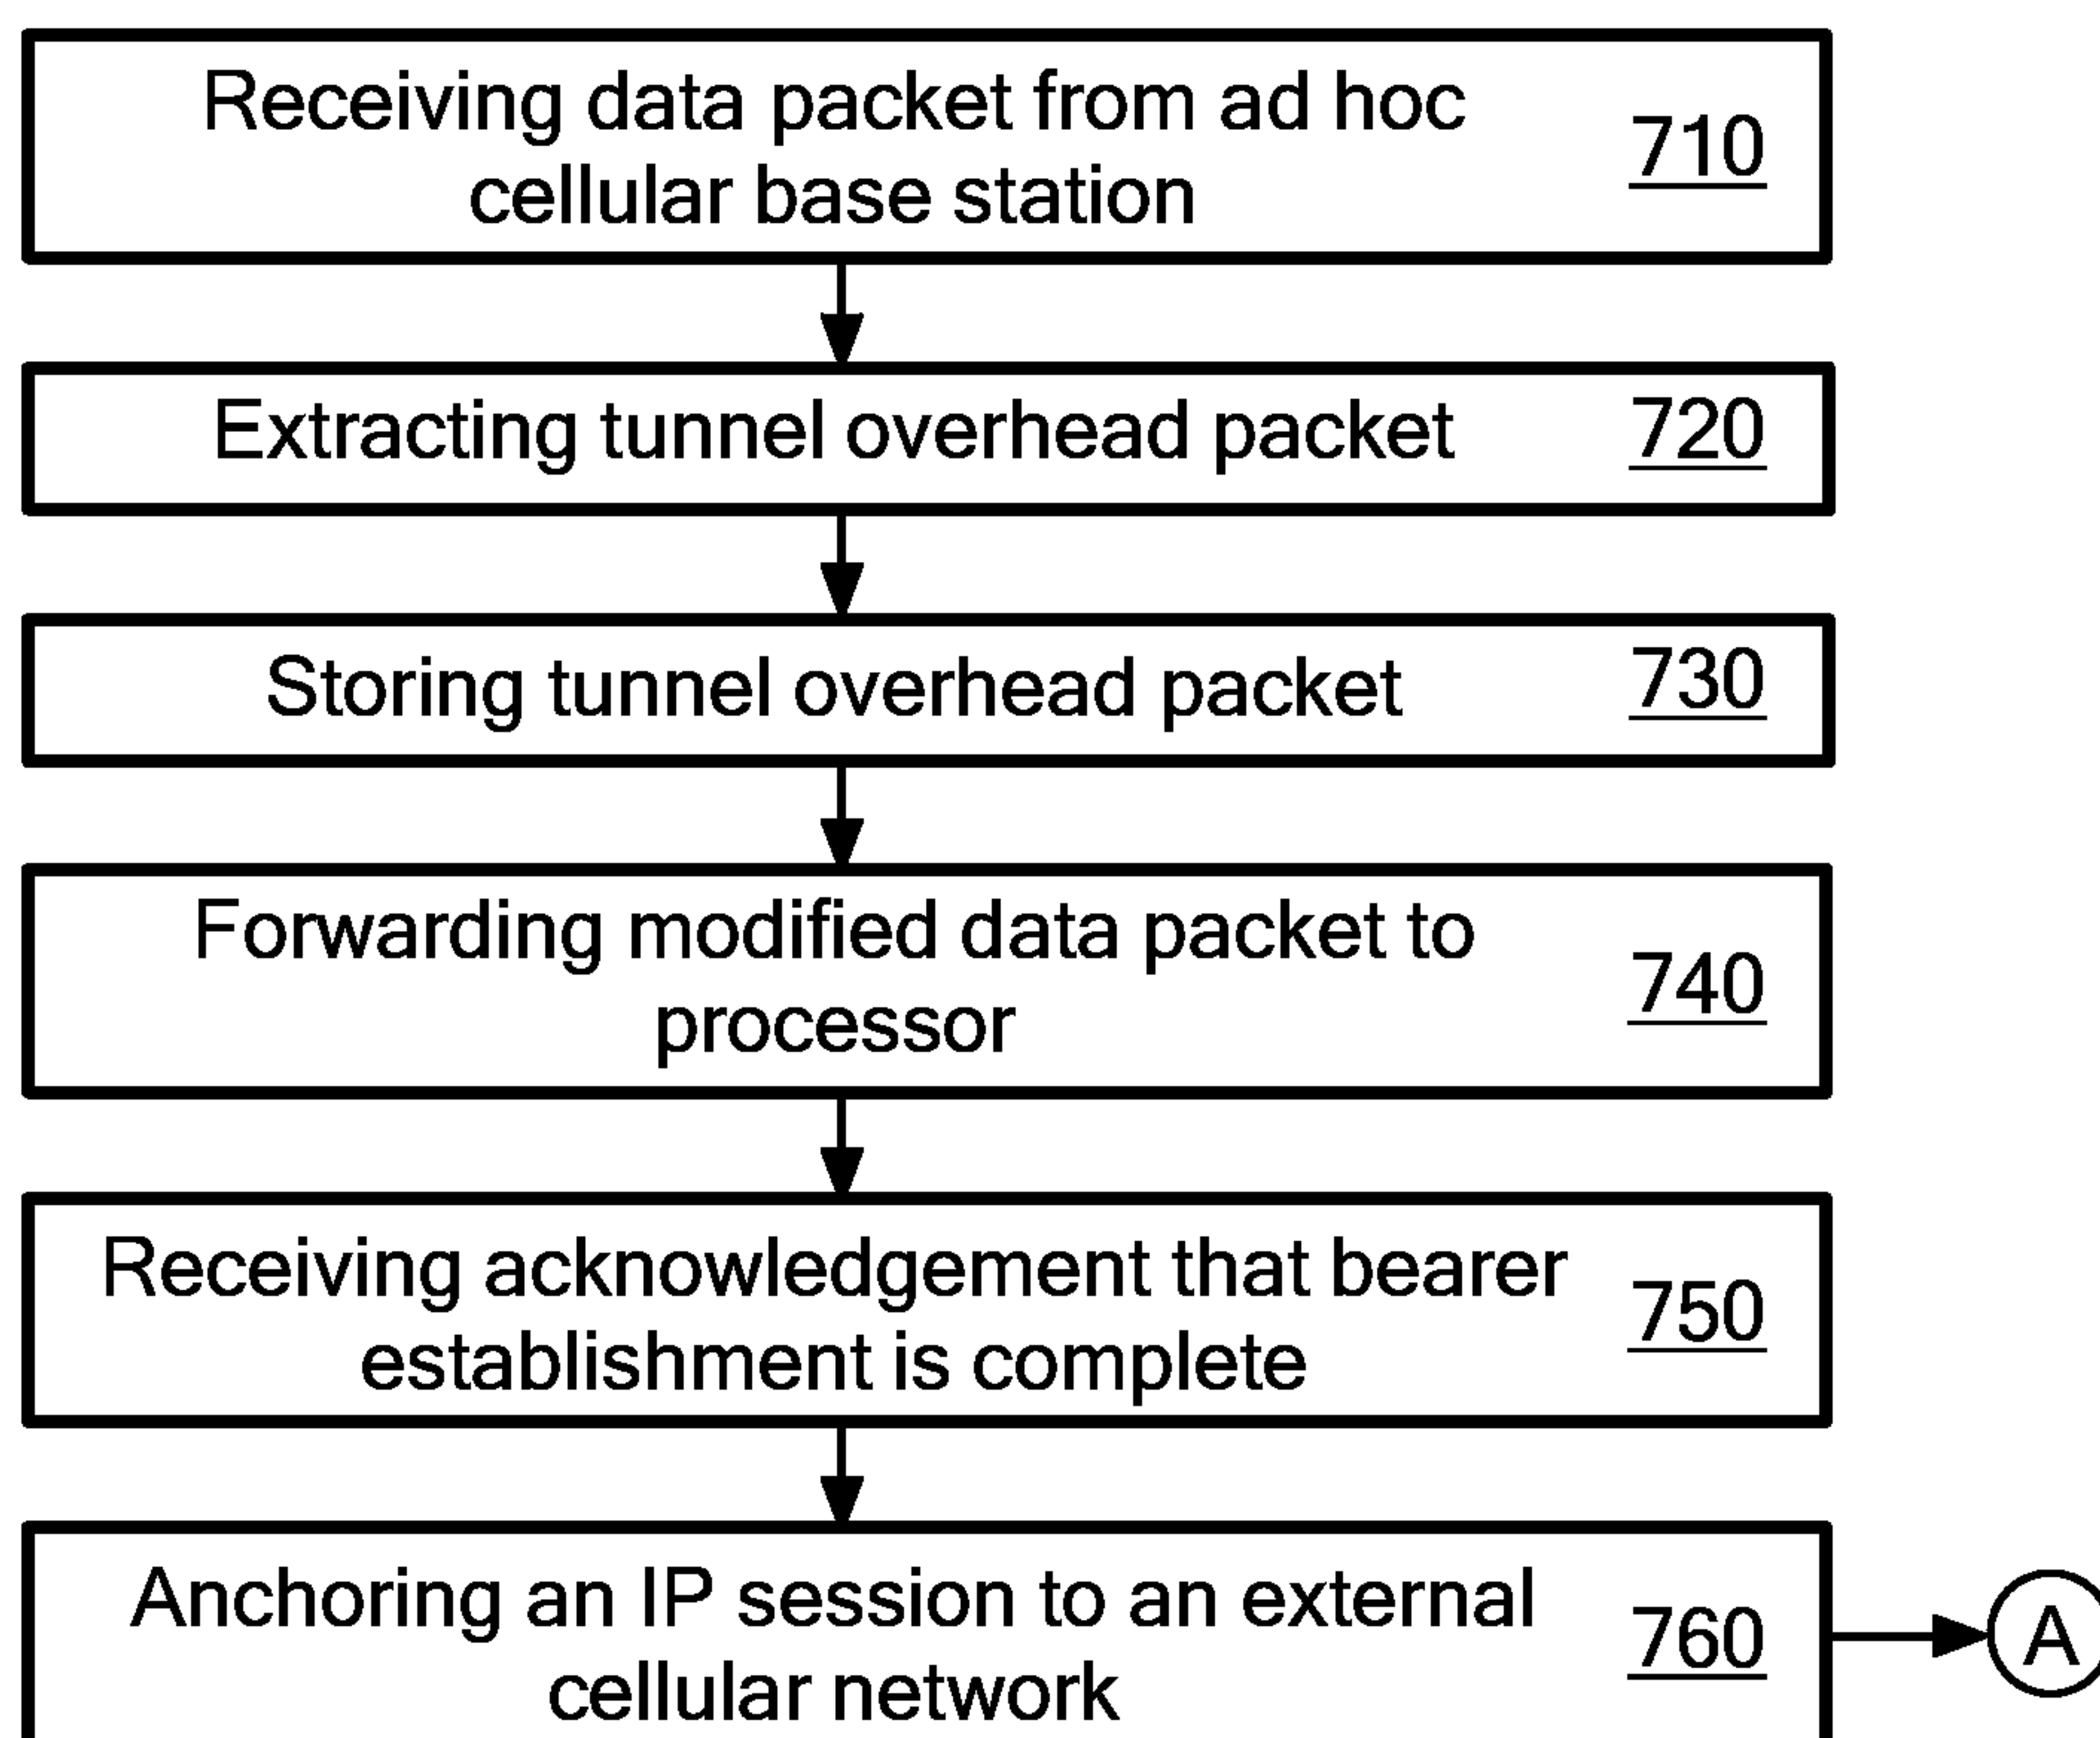 Receiving data packet from ad hoc
cellular base station
710
Extracting tunnel overhead packet
720
Storing tunnel overhead packet
730
Forwarding modified data packet to
processor
740
Receiving acknowledgement that bearer
establishment is complete
750
Anchoring an IP session to an external
cellular network
760
A